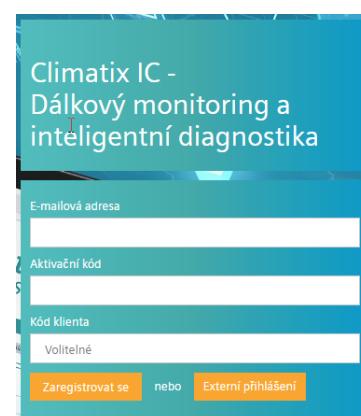 Climatix IC -
Dálkový monitoring a
inteligentní diagnostika
E-mailová adresa
Aktivační kód
Kód klienta
Volitelné
Zaregistrovat se nebo Externí přihlášení